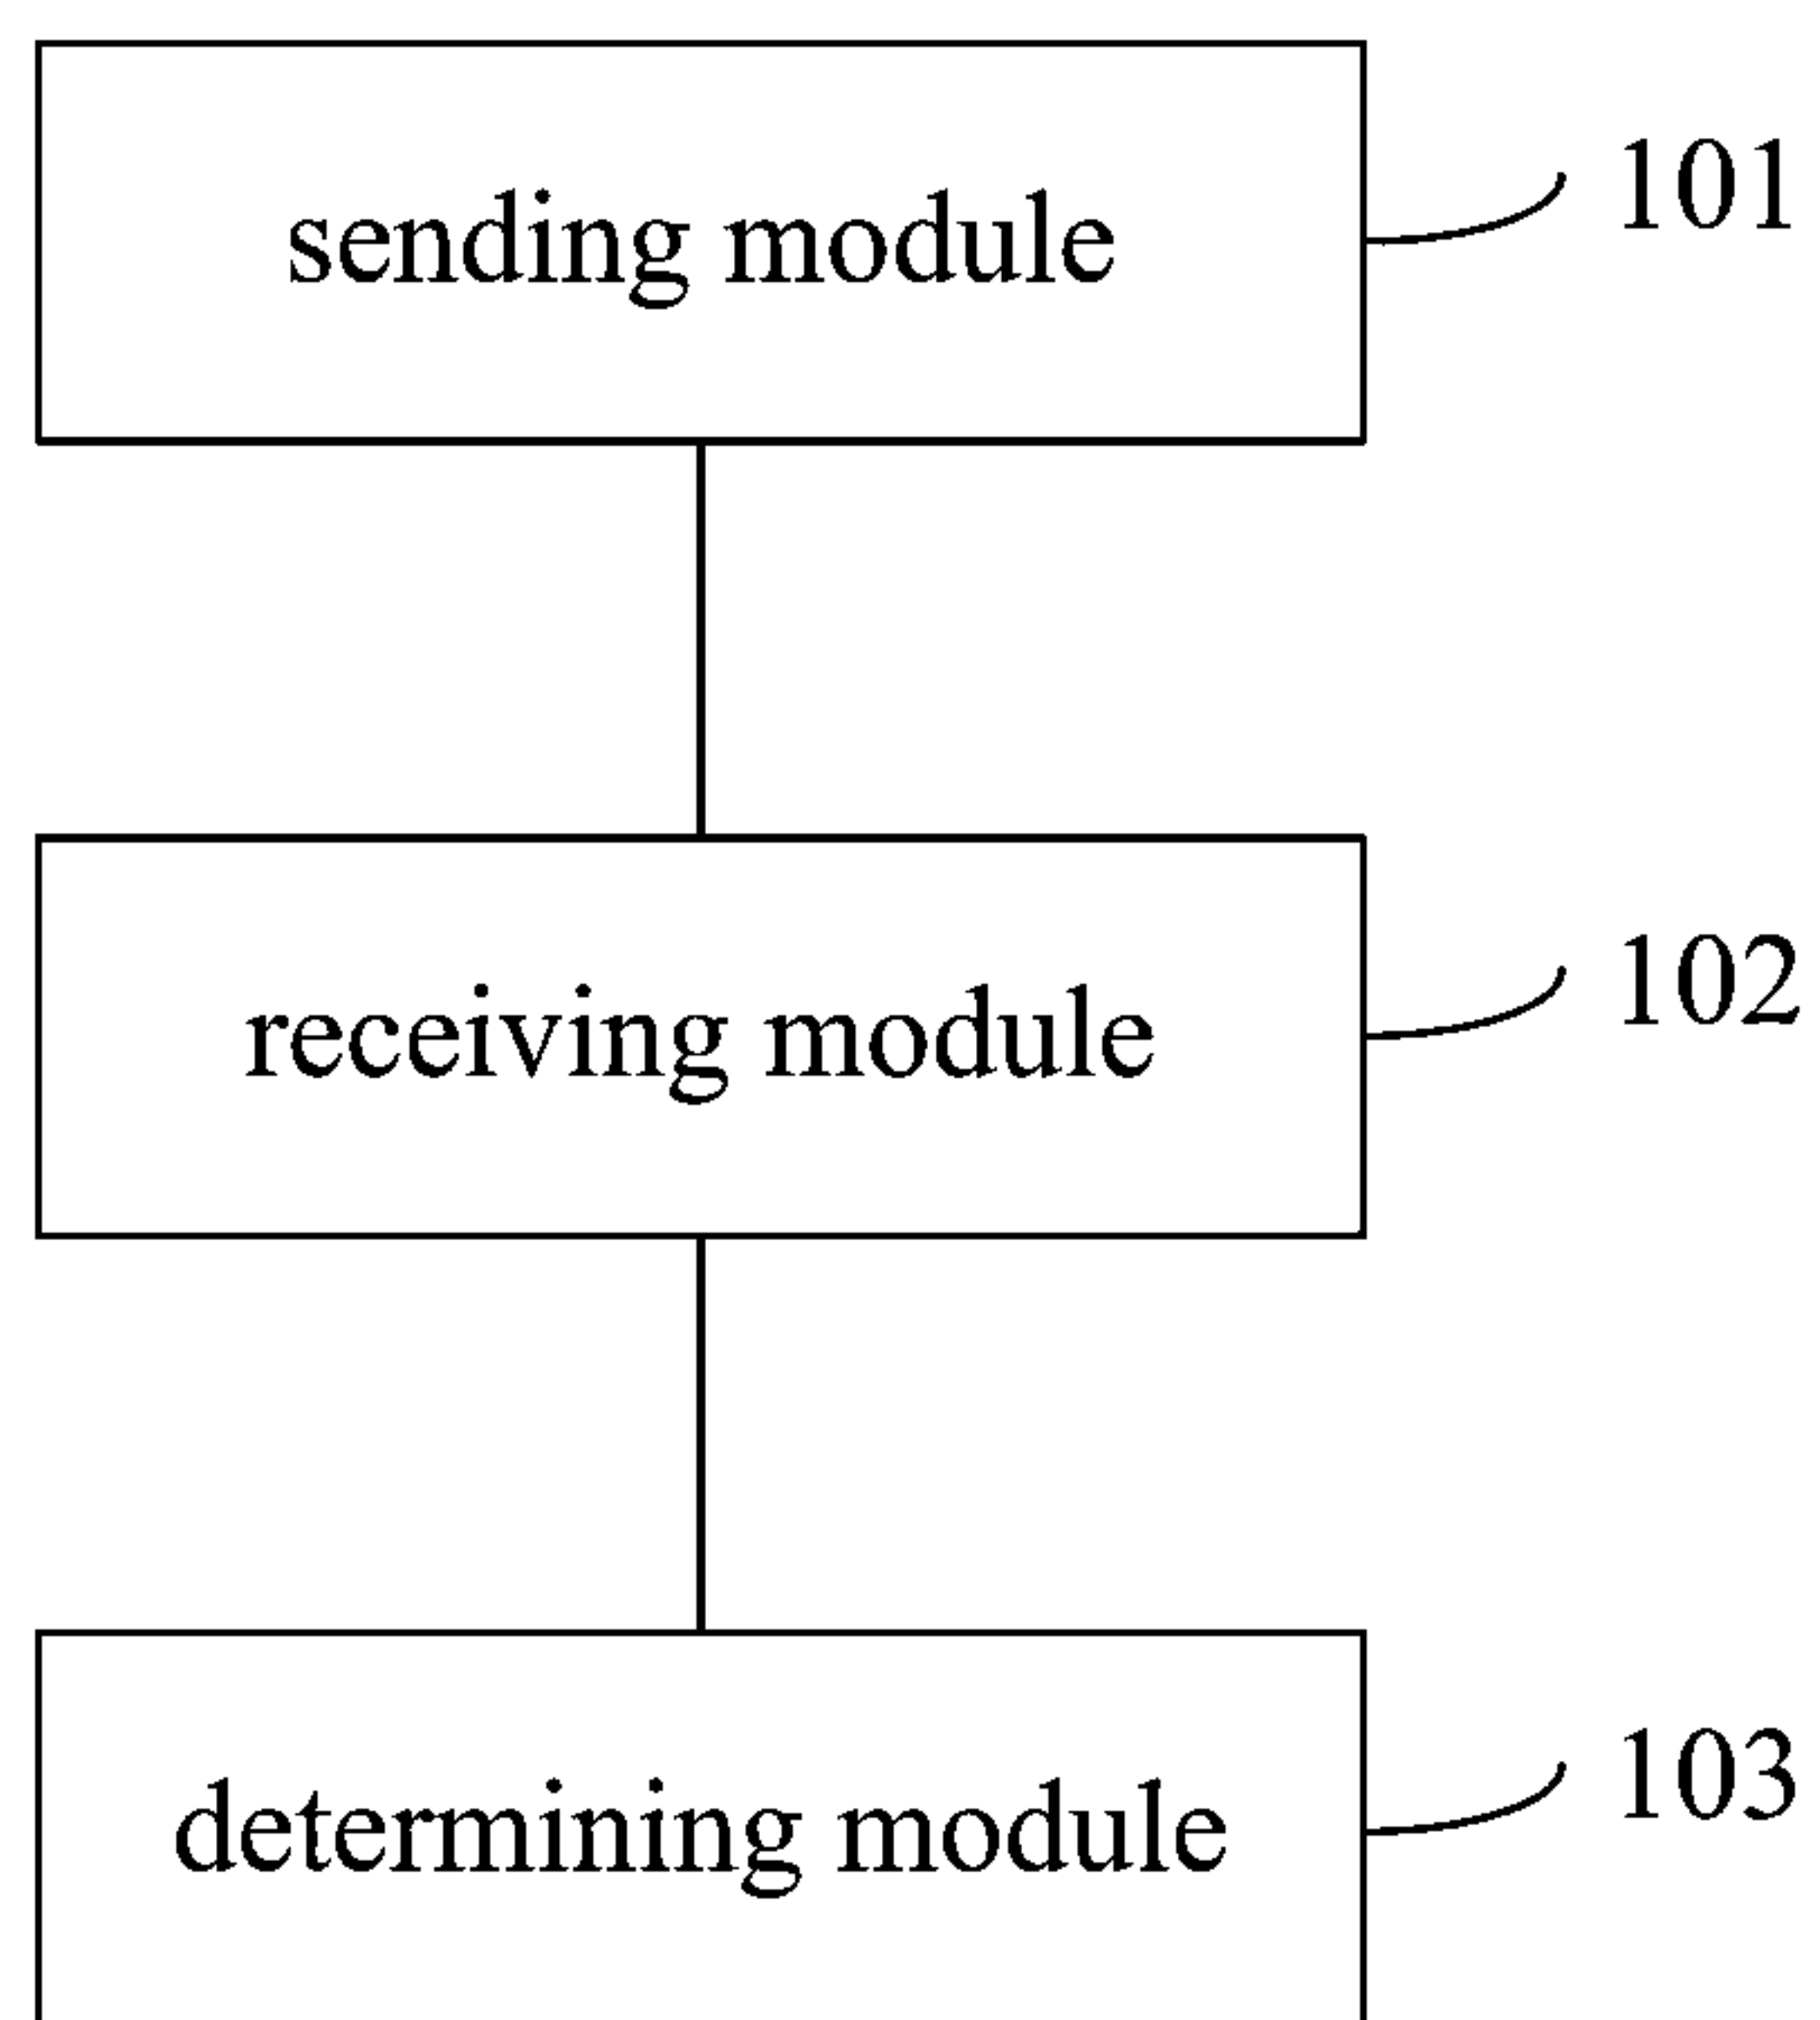 sending module
101
receiving module
102
determining module
103